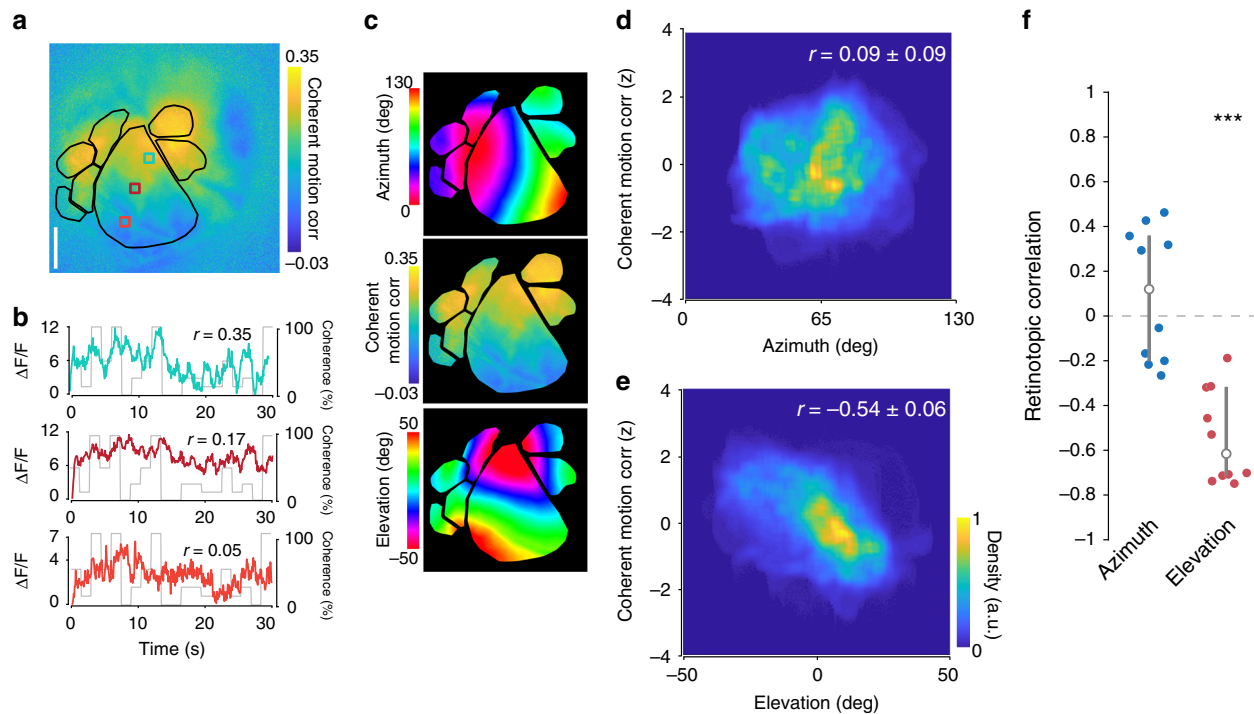 a
0.35
Coherent motion corr
−0.03
b
12
6
0
ΔF/F
r = 0.35
100
0
Coherence (%)
0
10
20
30
12
6
0
ΔF/F
r = 0.17
100
0
Coherence (%)
0
10
20
30
7
4
0
ΔF/F
r = 0.05
100
0
Coherence (%)
0
10
20
30
Time (s)
c
130
Azimuth (deg)
0
0.35
Coherent
motion corr
−0.03
50
Elevation (deg)
−50
d
4
2
0
−2
−4
Coherent motion corr (z)
r = 0.09 ± 0.09
0
65
130
Azimuth (deg)
e
4
2
0
−2
−4
Coherent motion corr (z)
r = −0.54 ± 0.06
1
Density (a.u.)
0
−50
0
50
Elevation (deg)
f
1
0.8
0.6
0.4
0.2
0
−0.2
−0.4
−0.6
−0.8
−1
Retinotopic correlation
***
Azimuth
Elevation